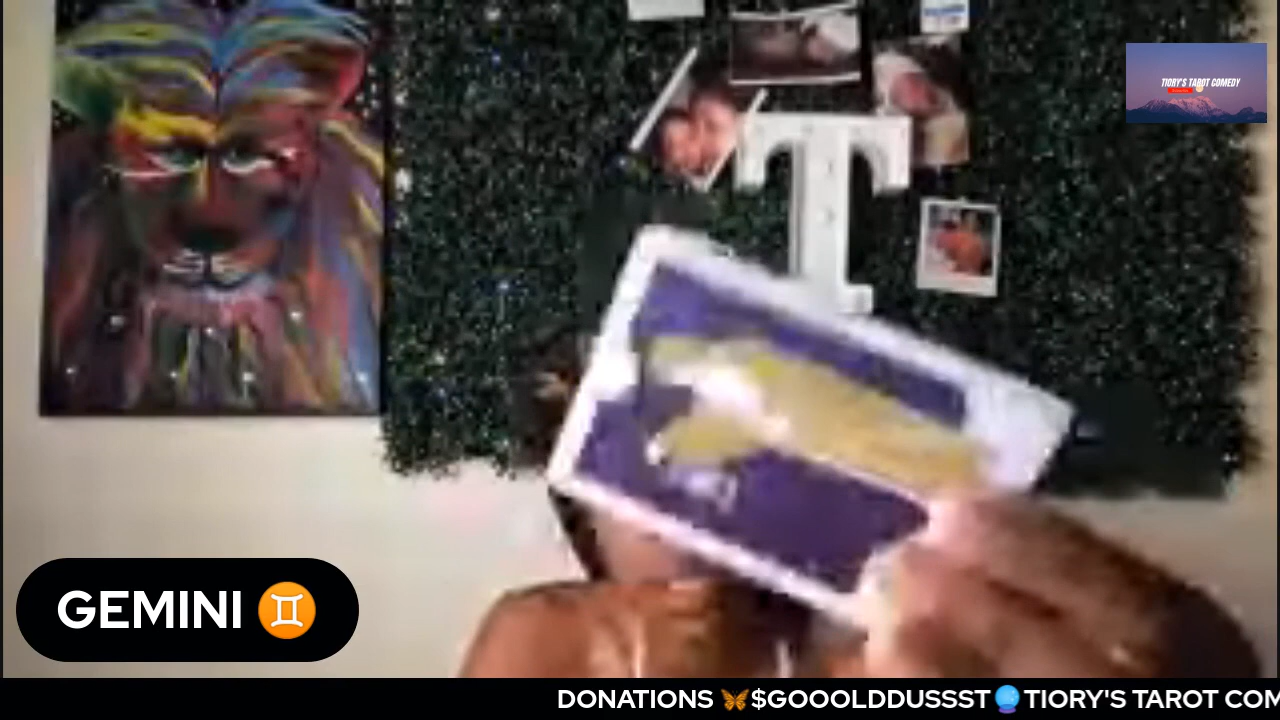 TIORY'S TAROT COMEDY
T
GEMINI ♊
DONATIONS 🦋$GOOOLDDUSSST🔮TIORY'S TAROT COM